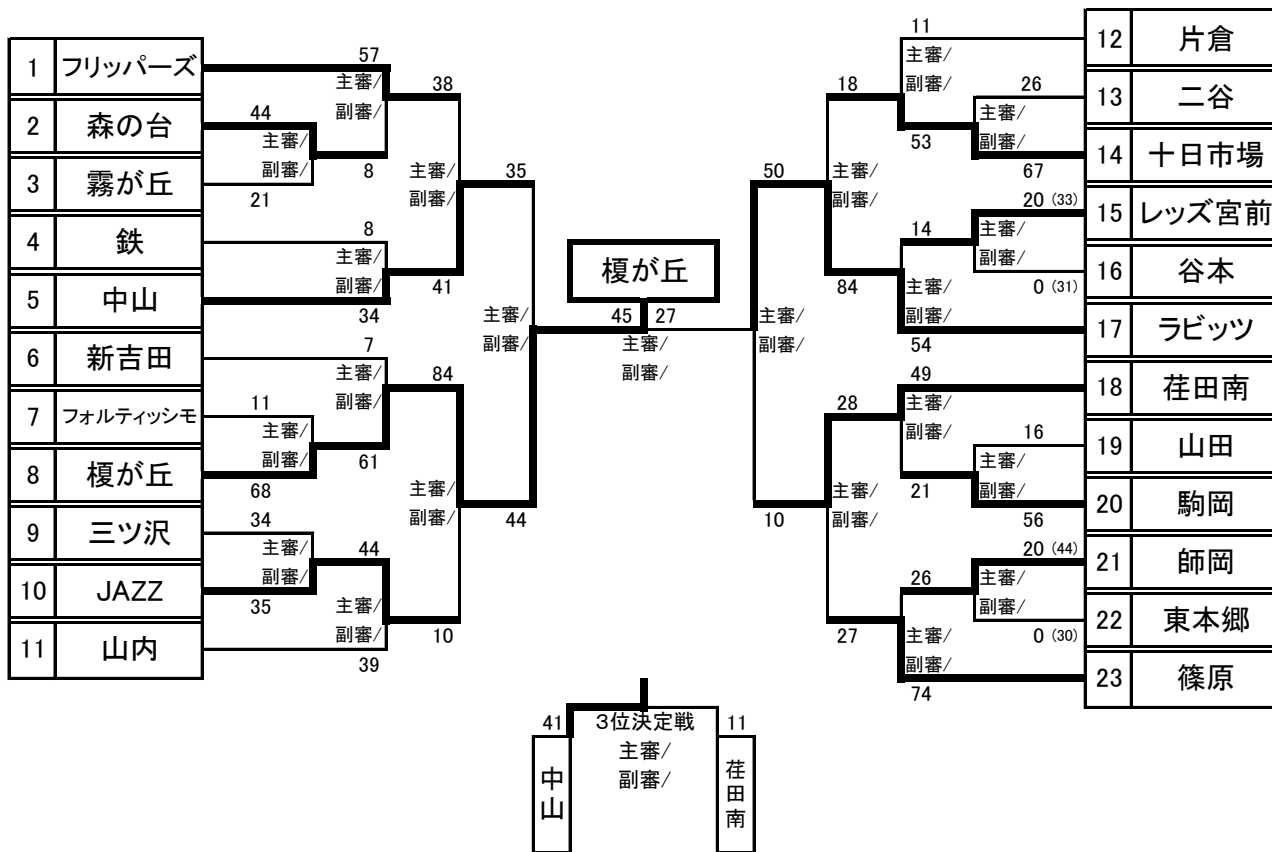 1 フリッパーズ
2 森の台
3 霧が丘
4 鉄
5 中山
6 新吉田
7 フォルティッシモ
8 榎が丘
9 三ツ沢
10 JAZZ
11 山内
57
主審/
副審/
8
44
主審/
副審/
21
8
主審/
副審/
34
7
主審/
副審/
61
11
主審/
副審/
68
34
主審/
副審/
35
44
主審/
副審/
39
38
主審/
副審/
41
84
主審/
副審/
10
35
主審/
副審/
44
榎が丘
45 27
主審/
副審/
50
主審/
副審/
10
18
主審/
副審/
84
28
主審/
副審/
27
11
主審/
副審/
53
26
主審/
副審/
67
14
主審/
副審/
54
20 (33)
主審/
副審/
0 (31)
49
主審/
副審/
21
16
主審/
副審/
56
26
主審/
副審/
74
20 (44)
主審/
副審/
0 (30)
12 片倉
13 二谷
14 十日市場
15 レッズ宮前
16 谷本
17 ラビッツ
18 荏田南
19 山田
20 駒岡
21 師岡
22 東本郷
23 篠原
41 3位決定戦 11
主審/
副審/
中山
荏田南